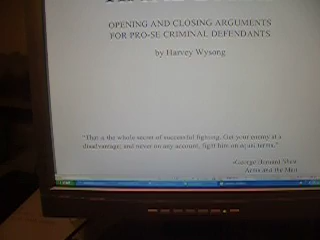 OPENING AND CLOSING ARGUMENTS
FOR PRO-SE CRIMINAL DEFENDANTS
by Harvey Wysong
"That is the whole secret of successful fighting. Get your enemy at a
disadvantage; and never on any account, fight him on equal terms."
-George Bernard Shaw
Arms and the Man